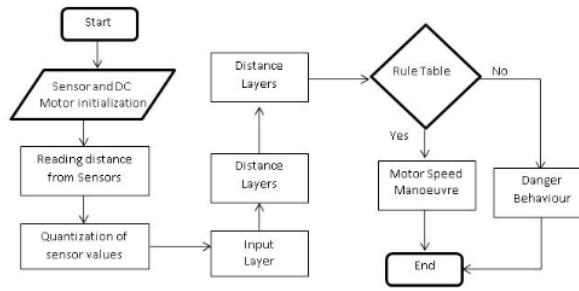 Start
Sensor and DC
Motor initialization
Reading distance
from Sensors
Quantization of
sensor values
Input
Layer
Distance
Layers
Distance
Layers
Rule Table
No
Yes
Motor Speed
Manoeuvre
Danger
Behaviour
End